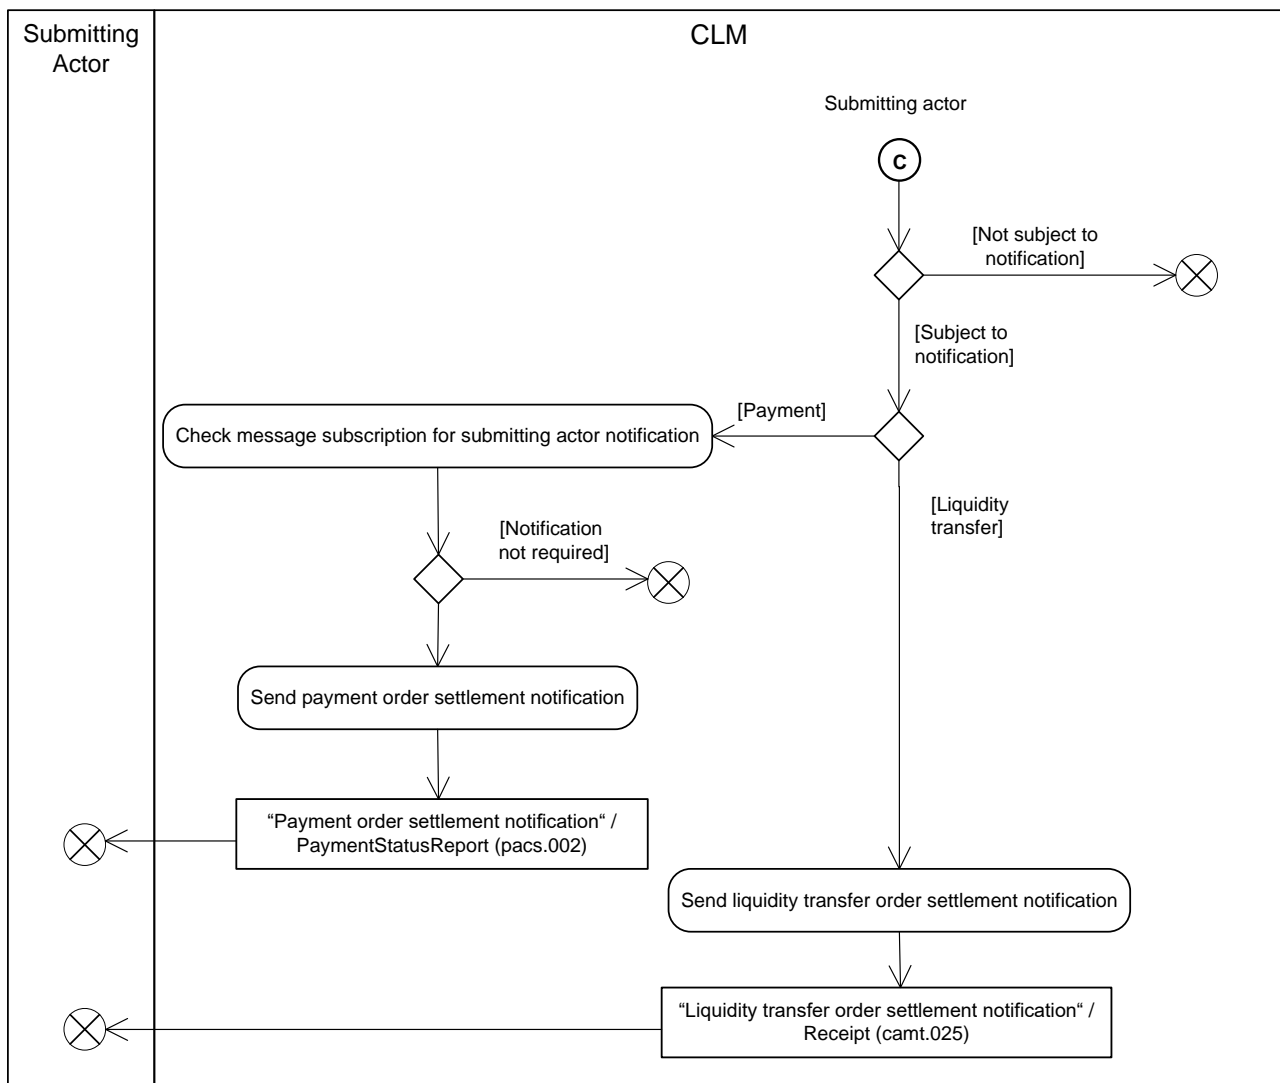 Submitting
Actor
CLM
Submitting actor
C
[Not subject to
notification]
[Subject to
notification]
[Payment]
Check message subscription for submitting actor notification
[Liquidity
transfer]
[Notification
not required]
Send payment order settlement notification
“Payment order settlement notification“ /
PaymentStatusReport (pacs.002)
Send liquidity transfer order settlement notification
“Liquidity transfer order settlement notification“ /
Receipt (camt.025)